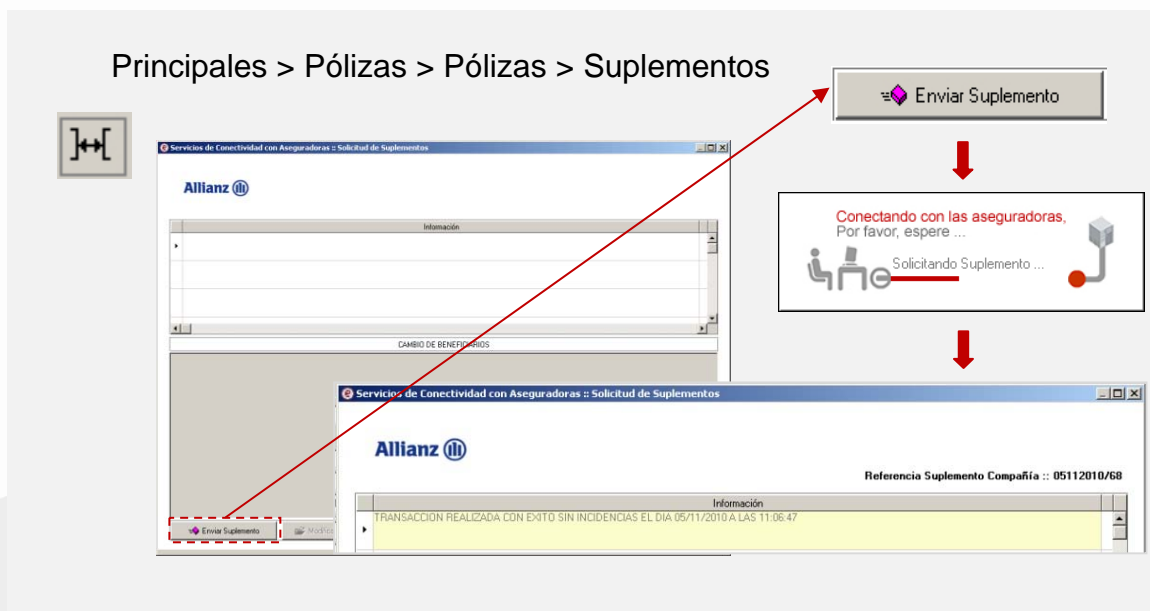 Principales > Pólizas > Pólizas > Suplementos
Enviar Suplemento
Servicios de Conectividad con Aseguradoras :: Solicitud de Suplementos
Allianz
Información
CAMBIO DE BENEFICIARIOS
Enviar Suplemento
Conectando con las aseguradoras,
Por favor, espere ...
Solicitando Suplemento ...
Servicios de Conectividad con Aseguradoras :: Solicitud de Suplementos
Allianz
Referencia Suplemento Compañía :: 05112010/68
Información
TRANSACCION REALIZADA CON EXITO SIN INCIDENCIAS EL DIA 05/11/2010 A LAS 11:06:47